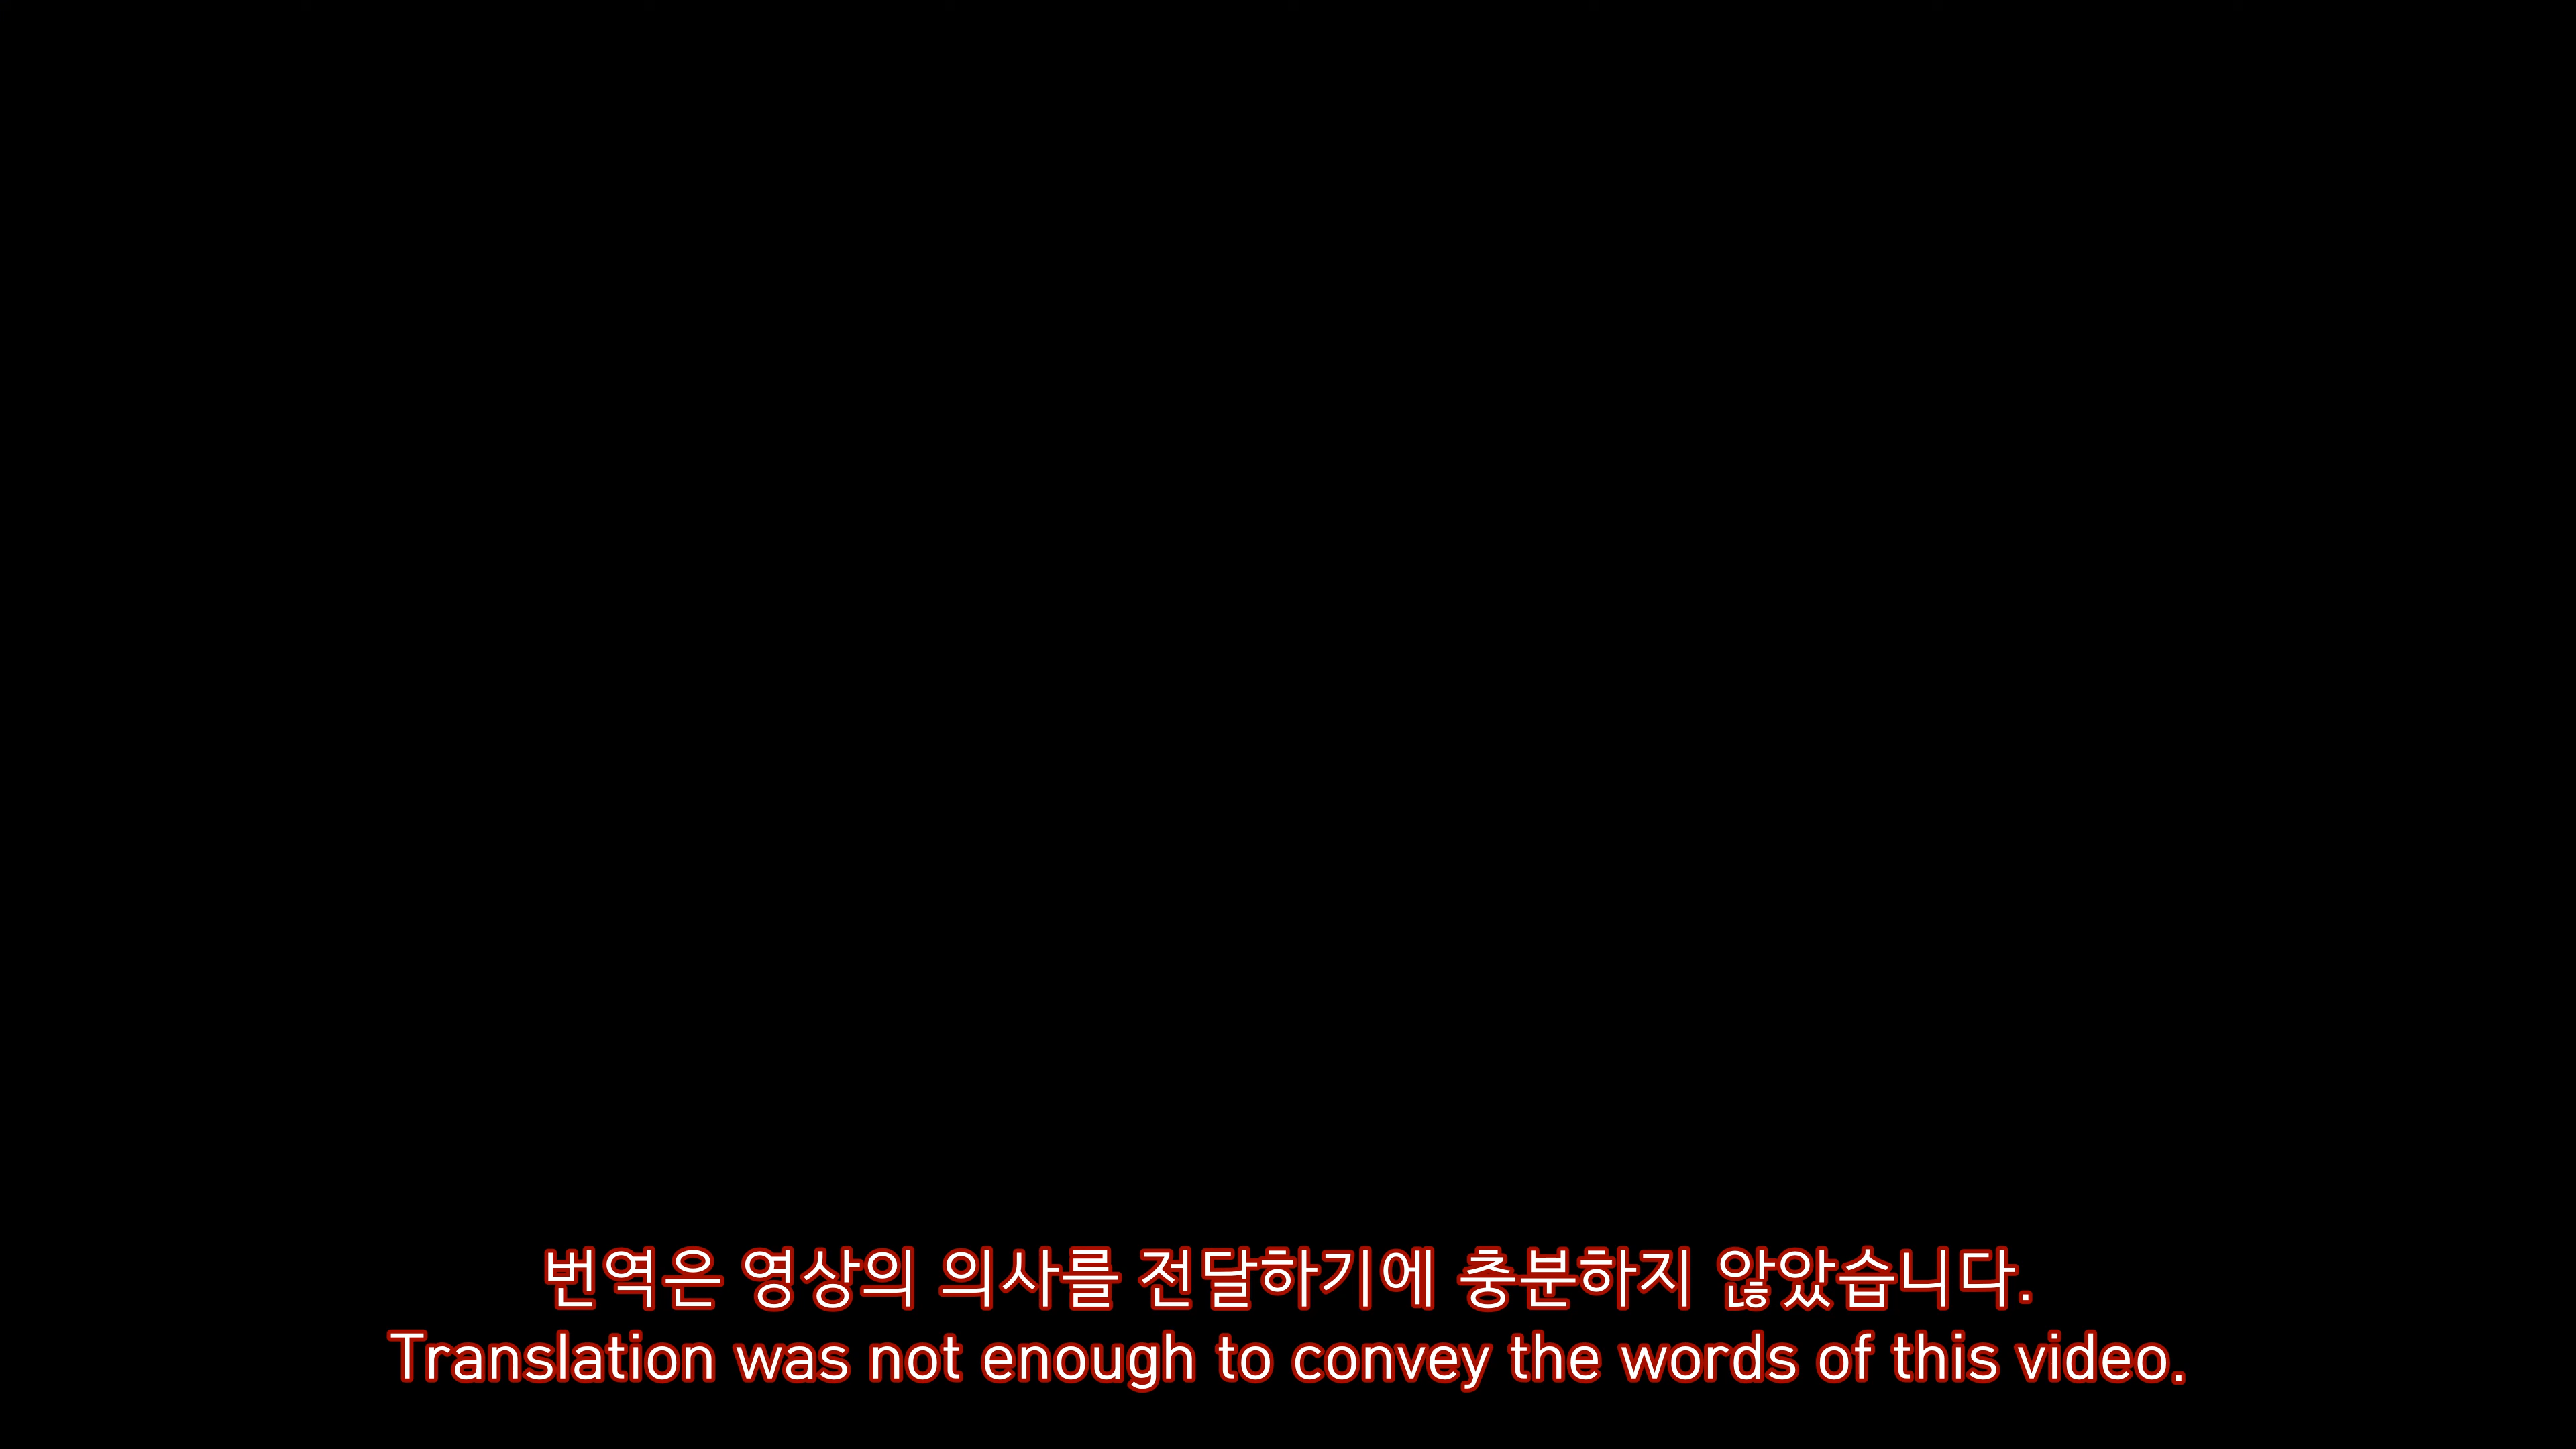 번역은 영상의 의사를 전달하기에 충분하지 않았습니다.
Translation was not enough to convey the words of this video.